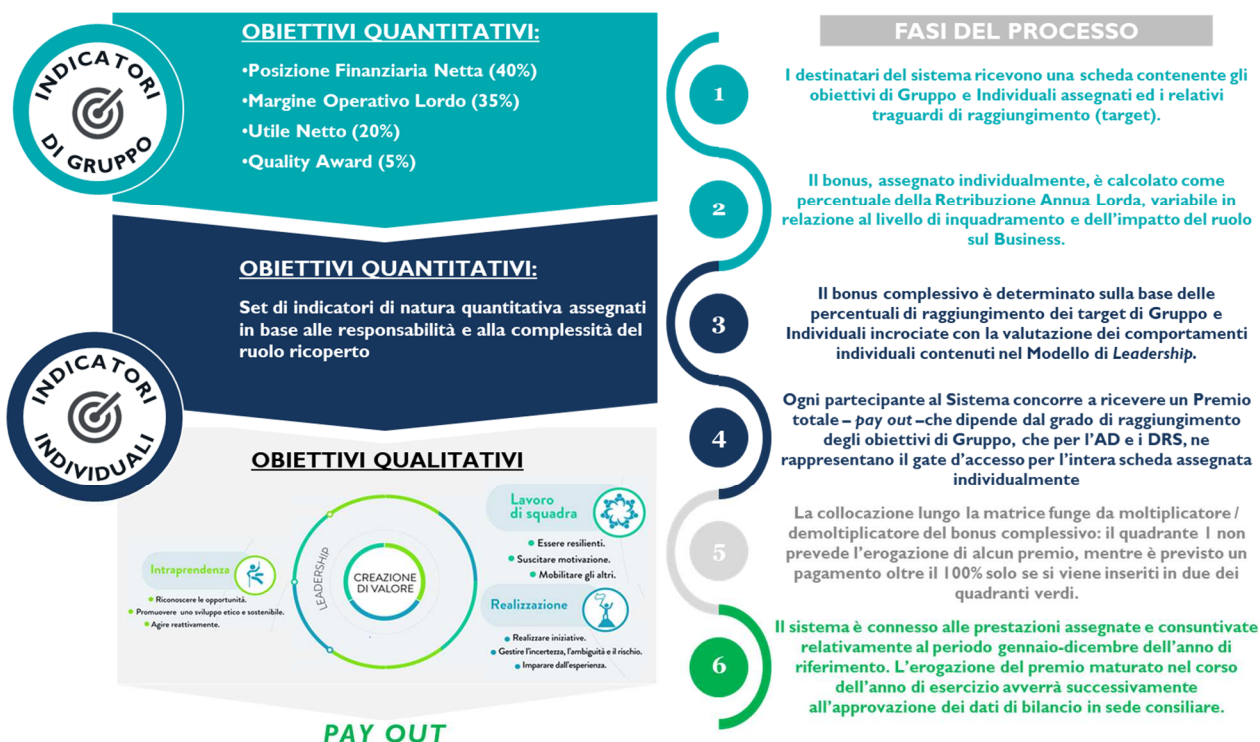 INDICATORI
DI GRUPPO
OBIETTIVI QUANTITATIVI:
•Posizione Finanziaria Netta (40%)
•Margine Operativo Lordo (35%)
•Utile Netto (20%)
•Quality Award (5%)
INDICATORI
INDIVIDUALI
OBIETTIVI QUANTITATIVI:
Set di indicatori di natura quantitativa assegnati
in base alle responsabilità e alla complessità del
ruolo ricoperto
OBIETTIVI QUALITATIVI
Intraprendenza
Riconoscere le opportunità.
Promuovere uno sviluppo etico e sostenibile.
Agire reattivamente.
LEADERSHIP
CREAZIONE
DI VALORE
Lavoro
di squadra
Essere resilienti.
Suscitare motivazione.
Mobilitare gli altri.
Realizzazione
Realizzare iniziative.
Gestire l'incertezza, l'ambiguità e il rischio.
Imparare dall'esperienza.
PAY OUT
FASI DEL PROCESSO
1
I destinatari del sistema ricevono una scheda contenente gli
obiettivi di Gruppo e Individuali assegnati ed i relativi
traguardi di raggiungimento (target).
2
Il bonus, assegnato individualmente, è calcolato come
percentuale della Retribuzione Annua Lorda, variabile in
relazione al livello di inquadramento e dell'impatto del ruolo
sul Business.
3
Il bonus complessivo è determinato sulla base delle
percentuali di raggiungimento dei target di Gruppo e
Individuali incrociate con la valutazione dei comportamenti
individuali contenuti nel Modello di Leadership.
4
Ogni partecipante al Sistema concorre a ricevere un Premio
totale – pay out –che dipende dal grado di raggiungimento
degli obiettivi di Gruppo, che per l'AD e i DRS, ne
rappresentano il gate d'accesso per l'intera scheda assegnata
individualmente
5
La collocazione lungo la matrice funge da moltiplicatore /
demoltiplicatore del bonus complessivo: il quadrante 1 non
prevede l'erogazione di alcun premio, mentre è previsto un
pagamento oltre il 100% solo se si viene inseriti in due dei
quadranti verdi.
6
Il sistema è connesso alle prestazioni assegnate e consuntivate
relativamente al periodo gennaio-dicembre dell'anno di
riferimento. L'erogazione del premio maturato nel corso
dell'anno di esercizio avverrà successivamente
all'approvazione dei dati di bilancio in sede consiliare.